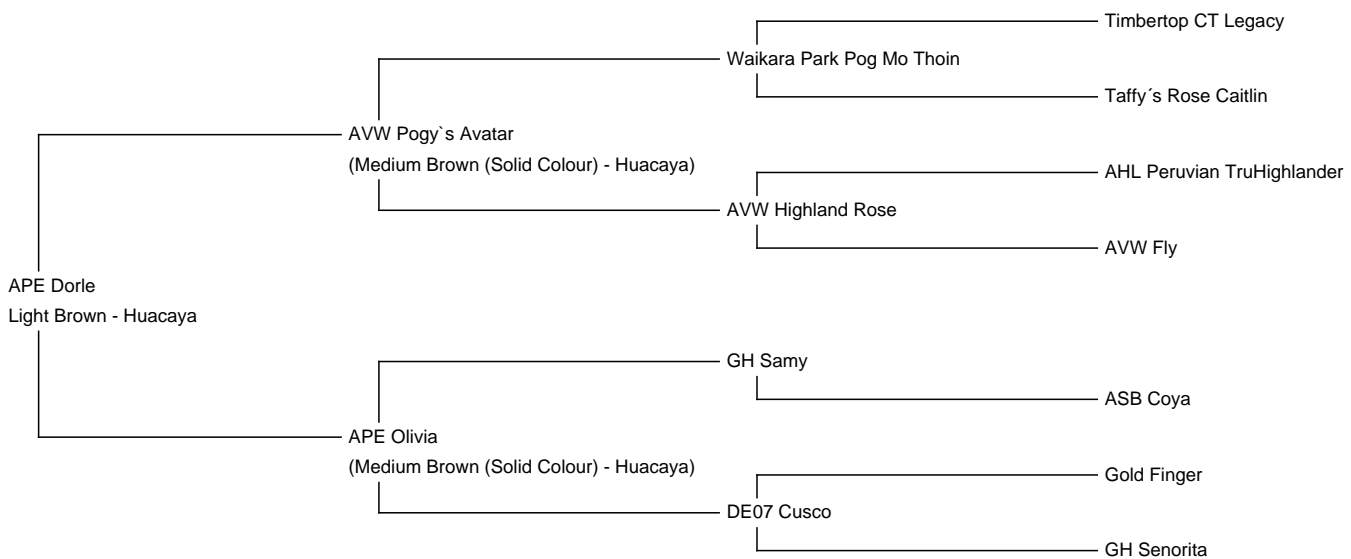 Timbertop CT Legacy
Waikara Park Pog Mo Thoin
Taffy´s Rose Caitlin
AVW Pogy`s Avatar
(Medium Brown (Solid Colour) - Huacaya)
AHL Peruvian TruHighlander
AVW Highland Rose
AVW Fly
APE Dorle
Light Brown - Huacaya
GH Samy
ASB Coya
APE Olivia
(Medium Brown (Solid Colour) - Huacaya)
Gold Finger
DE07 Cusco
GH Senorita